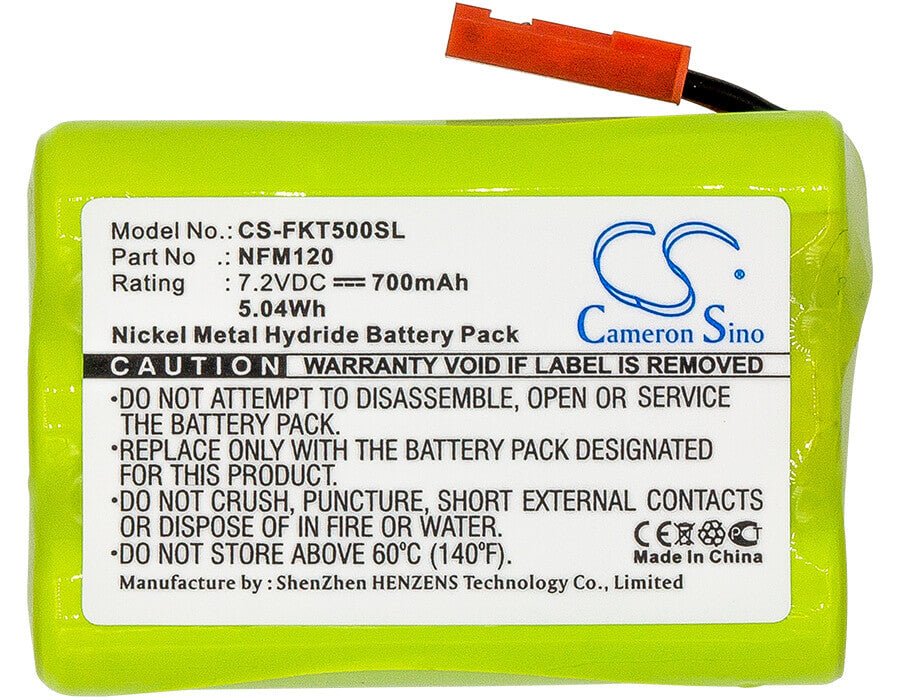 Model No.: CS-FKT500SL
Part No .: NFM120
Rating : 7.2VDC 700mAh
5.04Wh
Nickel Metal Hydride Battery Pack
CS
Cameron Sino
CAUTION WARRANTY VOID IF LABEL IS REMOVED
·DO NOT ATTEMPT TO DISASSEMBLE, OPEN OR SERVICE
THE BATTERY PACK.
·REPLACE ONLY WITH THE BATTERY PACK DESIGNATED
FOR THIS PRODUCT.
·DO NOT CRUSH, PUNCTURE, SHORT EXTERNAL CONTACTS
OR DISPOSE OF IN FIRE OR WATER.
·DO NOT STORE ABOVE 60ºC (140ºF).
CE
Made In China
Manufacture by : ShenZhen HENZENS Technology Co., Limited